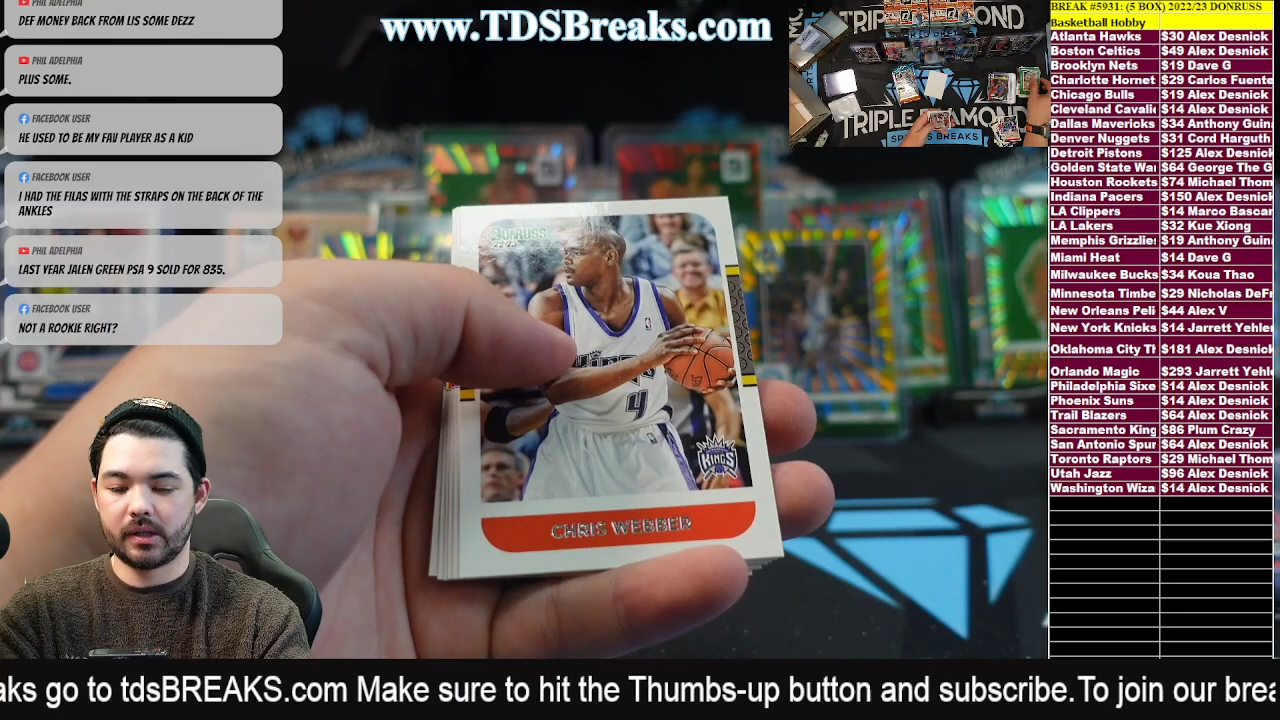 PHIL ADELPHIA
DEF MONEY BACK FROM LIS SOME DEZZ
PHIL ADELPHIA
PLUS SOME.
FACEBOOK USER
HE USED TO BE MY FAV PLAYER AS A KID
FACEBOOK USER
I HAD THE FILAS WITH THE STRAPS ON THE BACK OF THE
ANKLES
PHIL ADELPHIA
LAST YEAR JALEN GREEN PSA 9 SOLD FOR 835.
FACEBOOK USER
NOT A ROOKIE RIGHT?
www.TDSBreaks.com
TRIPLE DIAMOND
SPORTS BREAKS
DONRUSS
KINGS
4
KINGS
CHRIS WEBBER
BREAK #5931: (5 BOX) 2022/23 DONRUSS
Basketball Hobby
Atlanta Hawks $30 Alex Desnick
Boston Celtics $49 Alex Desnick
Brooklyn Nets $19 Dave G
Charlotte Hornet $29 Carlos Fuente
Chicago Bulls $19 Alex Desnick
Cleveland Cavali $14 Alex Desnick
Dallas Mavericks $34 Anthony Guin
Denver Nuggets $31 Cord Harguth
Detroit Pistons $125 Alex Desnick
Golden State Wa $64 George The G
Houston Rockets $74 Michael Thom
Indiana Pacers $150 Alex Desnick
LA Clippers $14 Marco Bascar
LA Lakers $32 Kue Xiong
Memphis Grizzlie $19 Anthony Guin
Miami Heat $14 Dave G
Milwaukee Bucks $34 Koua Thao
Minnesota Timbe $29 Nicholas DeFr
New Orleans Peli $44 Alex V
New York Knicks $14 Jarrett Yehle
Oklahoma City Th $181 Alex Desnick
Orlando Magic $293 Jarrett Yehl
Philadelphia Sixe $14 Alex Desnick
Phoenix Suns $14 Alex Desnick
Trail Blazers $64 Alex Desnick
Sacramento King $86 Plum Crazy
San Antonio Spur $64 Alex Desnick
Toronto Raptors $29 Michael Thom
Utah Jazz $96 Alex Desnick
Washington Wiza $14 Alex Desnick
aks go to tdsBREAKS.com Make sure to hit the Thumbs-up button and subscribe.To join our brea